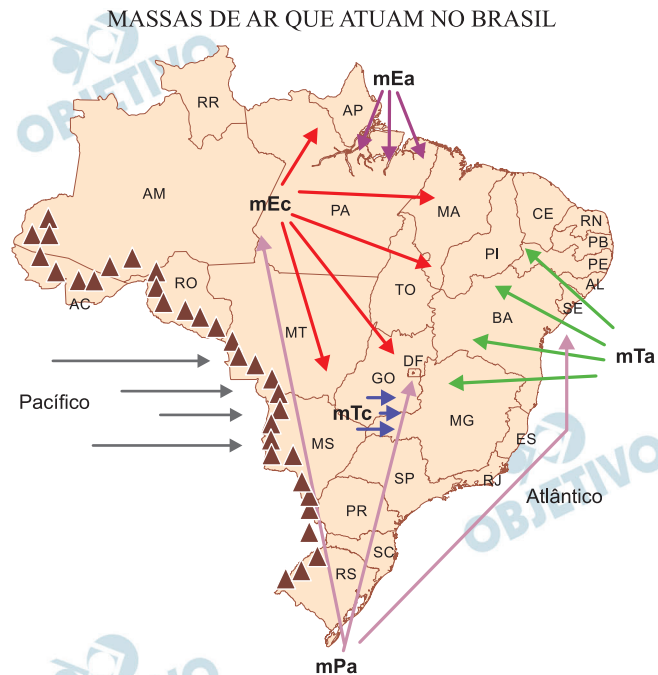 MASSAS DE AR QUE ATUAM NO BRASIL
OBJETIVO
mEa
RR
AP
AM
mEc
PA
MA
CE
RN
PB
PE
AL
SE
PI
AC
RO
TO
BA
MT
DF
GO
mTa
Pacífico
mTc
MG
MS
ES
SP
RJ
Atlântico
OBJETIVO
PR
SC
RS
mPa